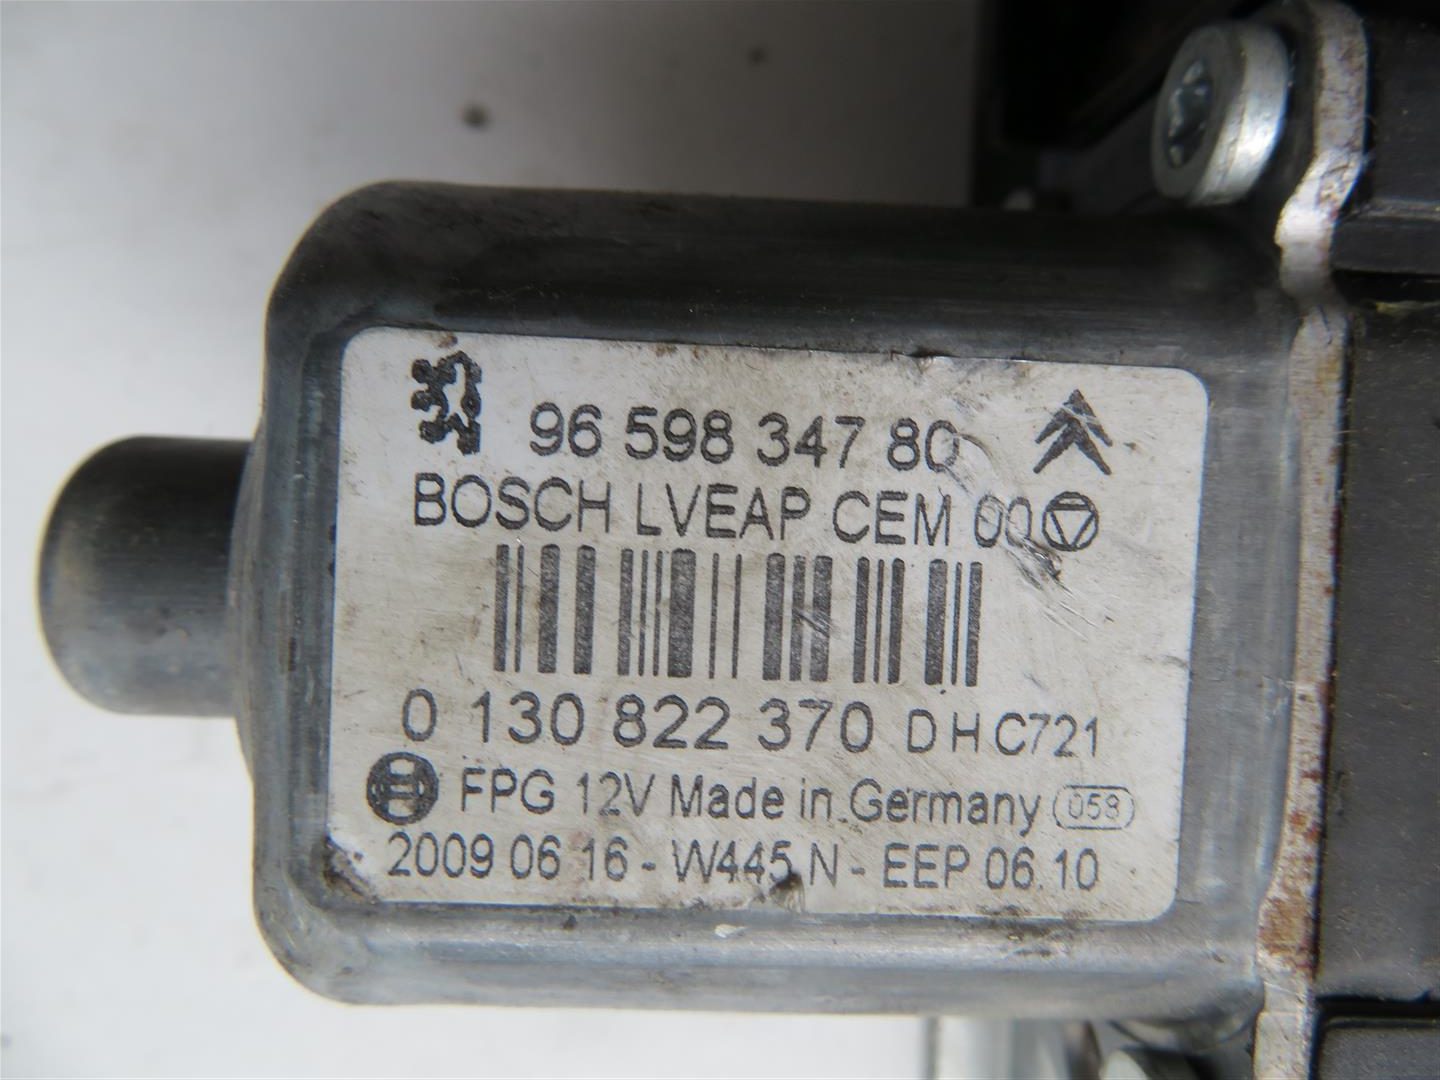 96 598 347 80
BOSCH LVEAP CEM 00
0 130 822 370 D H C721
FPG 12V Made in Germany 058
2009 06 16 - W445 N - EEP 06.10